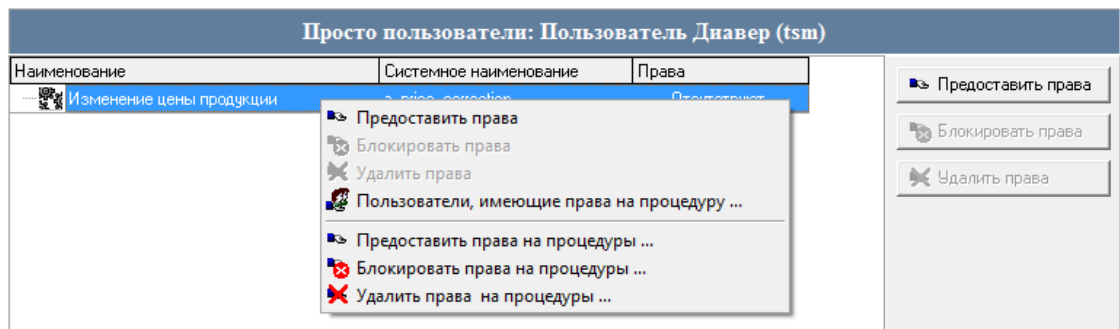 Просто пользователи: Пользователь Диавер (tsm)
Наименование Системное наименование Права
Изменение цены продукции
Предоставить права
Блокировать права
Удалить права
Пользователи, имеющие права на процедуру ...
Предоставить права на процедуры ...
Блокировать права на процедуры ...
Удалить права на процедуры ...
Предоставить права
Блокировать права
Удалить права